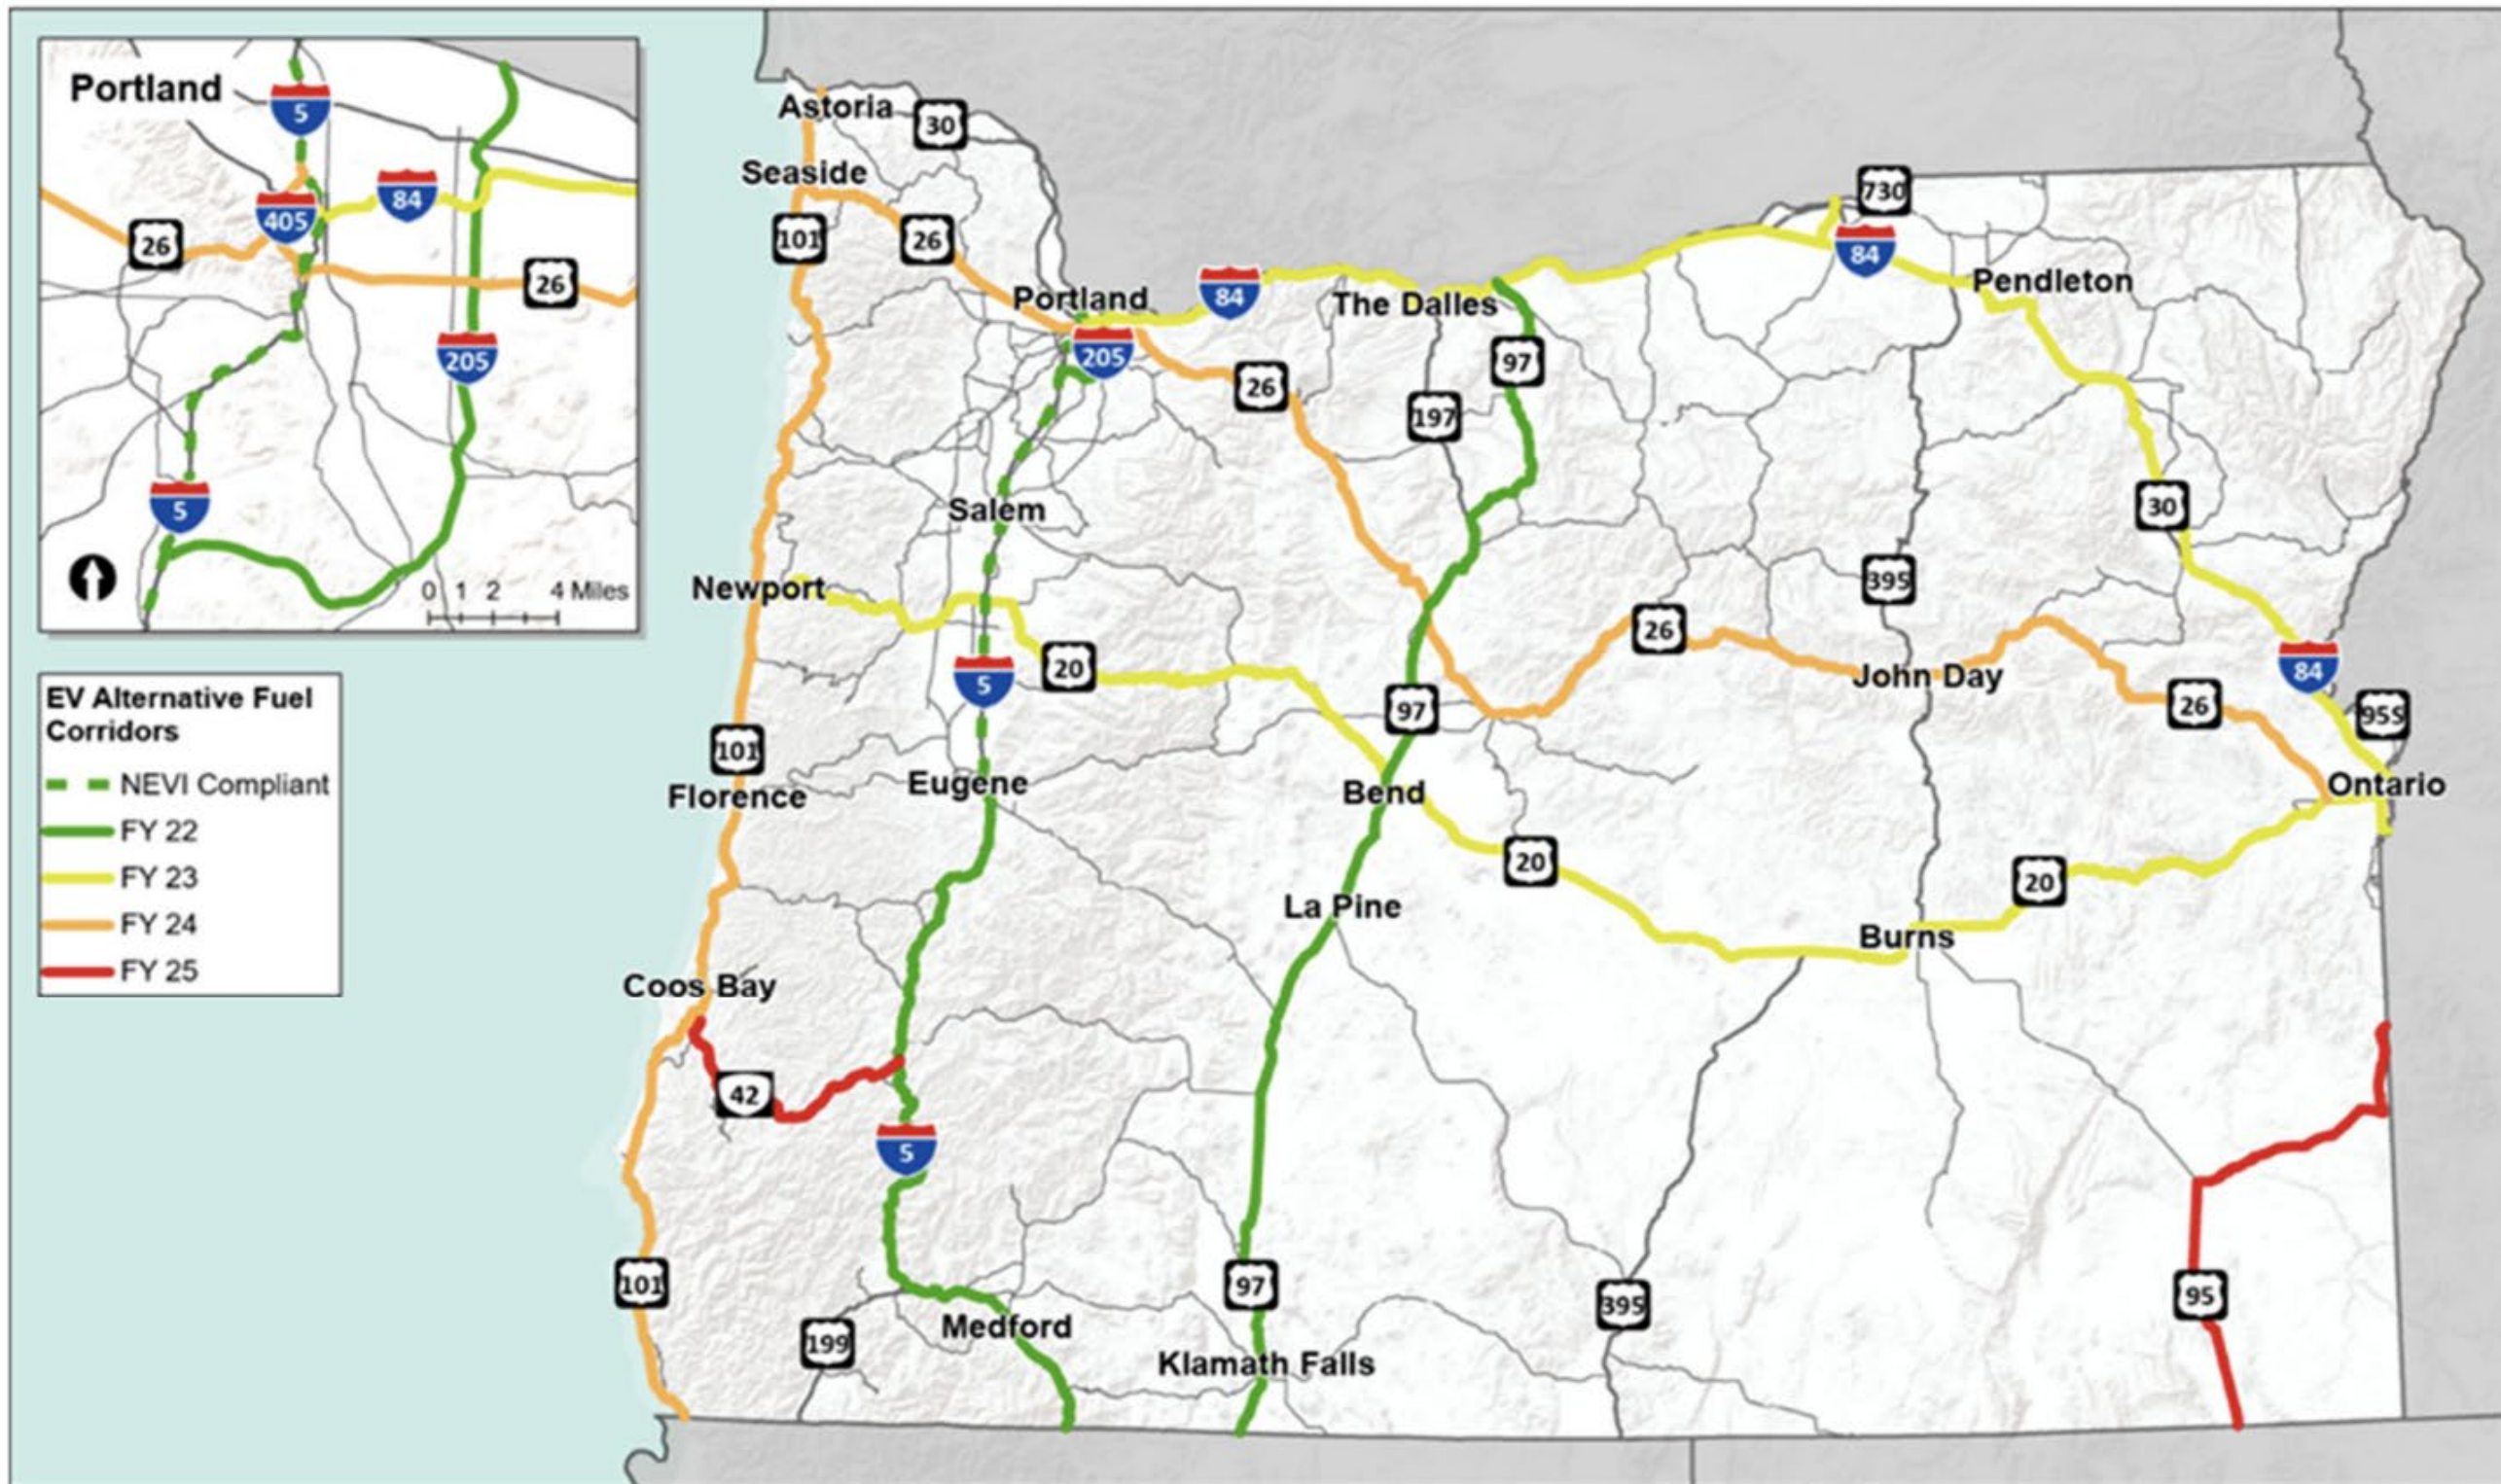 Portland
5
405
84
26
26
205
5
0 1 2 4 Miles
EV Alternative Fuel
Corridors
NEVI Compliant
FY 22
FY 23
FY 24
FY 25
Astoria
30
Seaside
101
26
730
84
Pendleton
Portland
84
The Dalles
205
97
26
197
30
Salem
395
Newport
26
20
5
John Day
84
97
26
95S
101
Eugene
Florence
Bend
Ontario
20
20
La Pine
Burns
Coos Bay
42
5
101
97
95
395
199
Medford
Klamath Falls